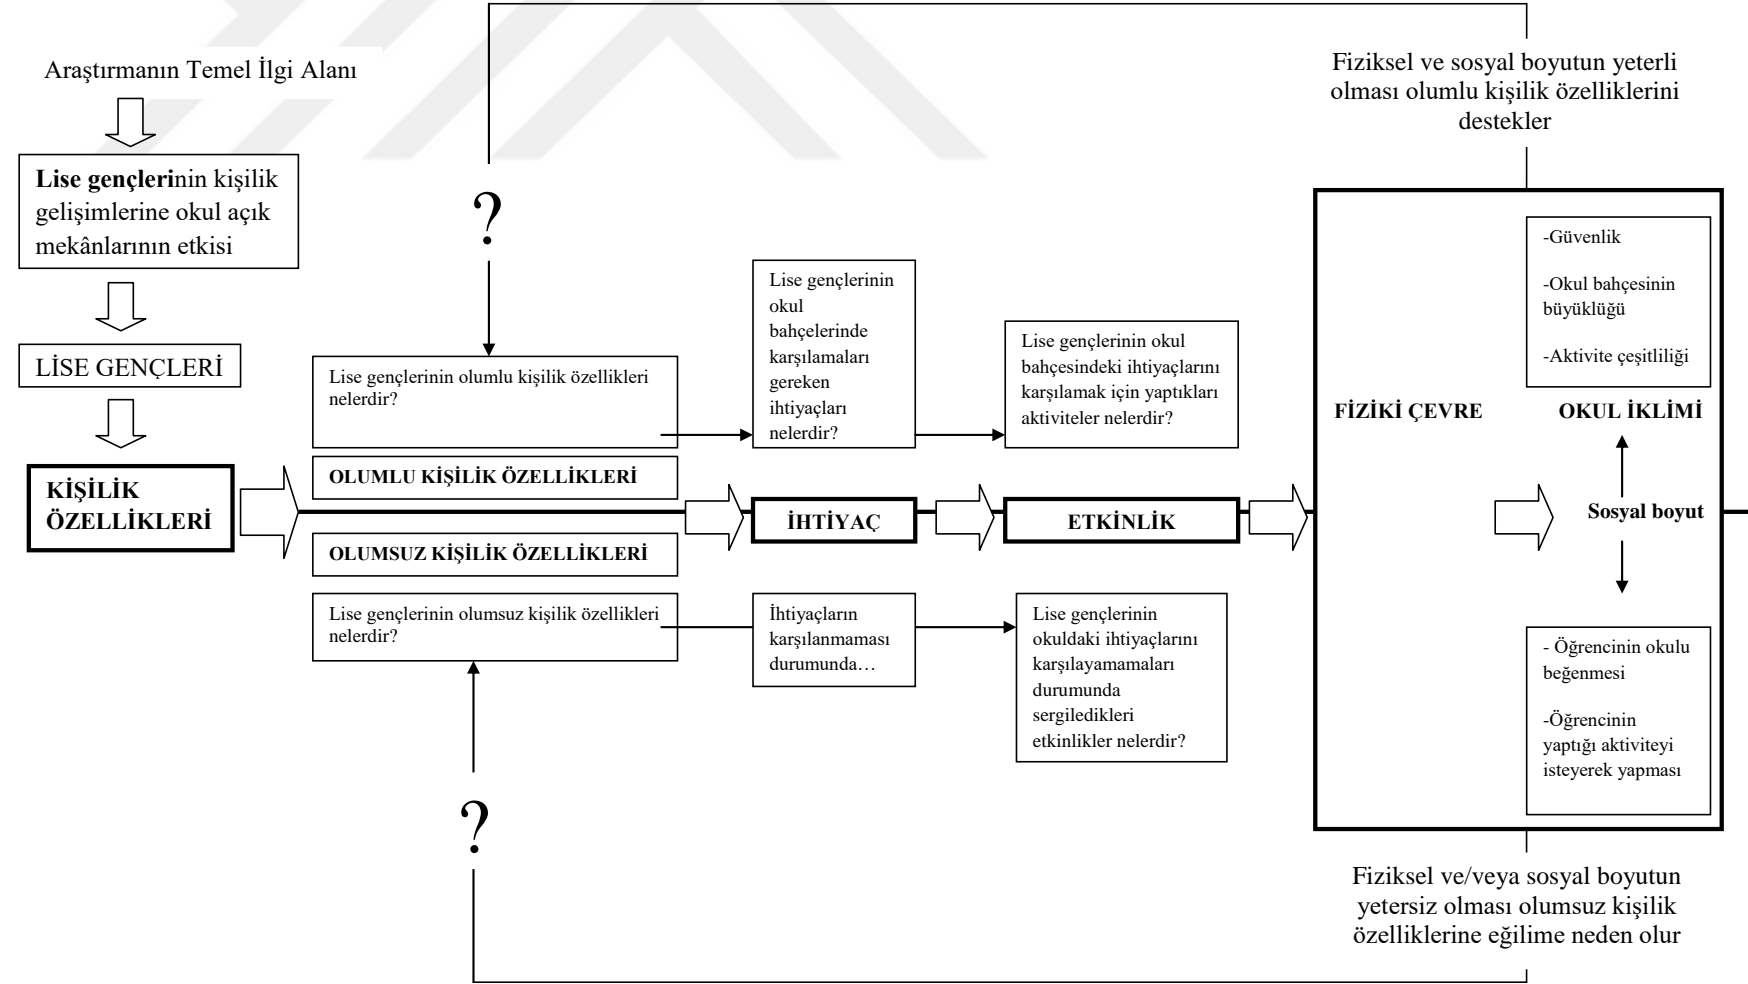 Araştırmanın Temel İlgi Alanı
Lise gençlerinin kişilik
gelişimlerine okul açık
mekânlarının etkisi
LİSE GENÇLERİ
KİŞİLİK
ÖZELLİKLERİ
?
Lise gençlerinin olumlu kişilik özellikleri
nelerdir?
OLUMLU KİŞİLİK ÖZELLİKLERİ
OLUMSUZ KİŞİLİK ÖZELLİKLERİ
Lise gençlerinin olumsuz kişilik özellikleri
nelerdir?
?
Lise gençlerinin
okul
bahçelerinde
karşılamaları
gereken
ihtiyaçları
nelerdir?
İHTİYAÇ
İhtiyaçların
karşılanmaması
durumunda…
Lise gençlerinin okul
bahçesindeki ihtiyaçlarını
karşılamak için yaptıkları
aktiviteler nelerdir?
ETKİNLİK
Lise gençlerinin
okuldaki ihtiyaçlarını
karşılayamamaları
durumunda
sergiledikleri
etkinlikler nelerdir?
Fiziksel ve sosyal boyutun yeterli
olması olumlu kişilik özelliklerini
destekler
FİZİKİ ÇEVRE
-Güvenlik
-Okul bahçesinin
büyüklüğü
-Aktivite çeşitliliği
OKUL İKLİMİ
Sosyal boyut
- Öğrencinin okulu
beğenmesi
-Öğrencinin
yaptığı aktiviteyi
isteyerek yapması
Fiziksel ve/veya sosyal boyutun
yetersiz olması olumsuz kişilik
özelliklerine eğilime neden olur